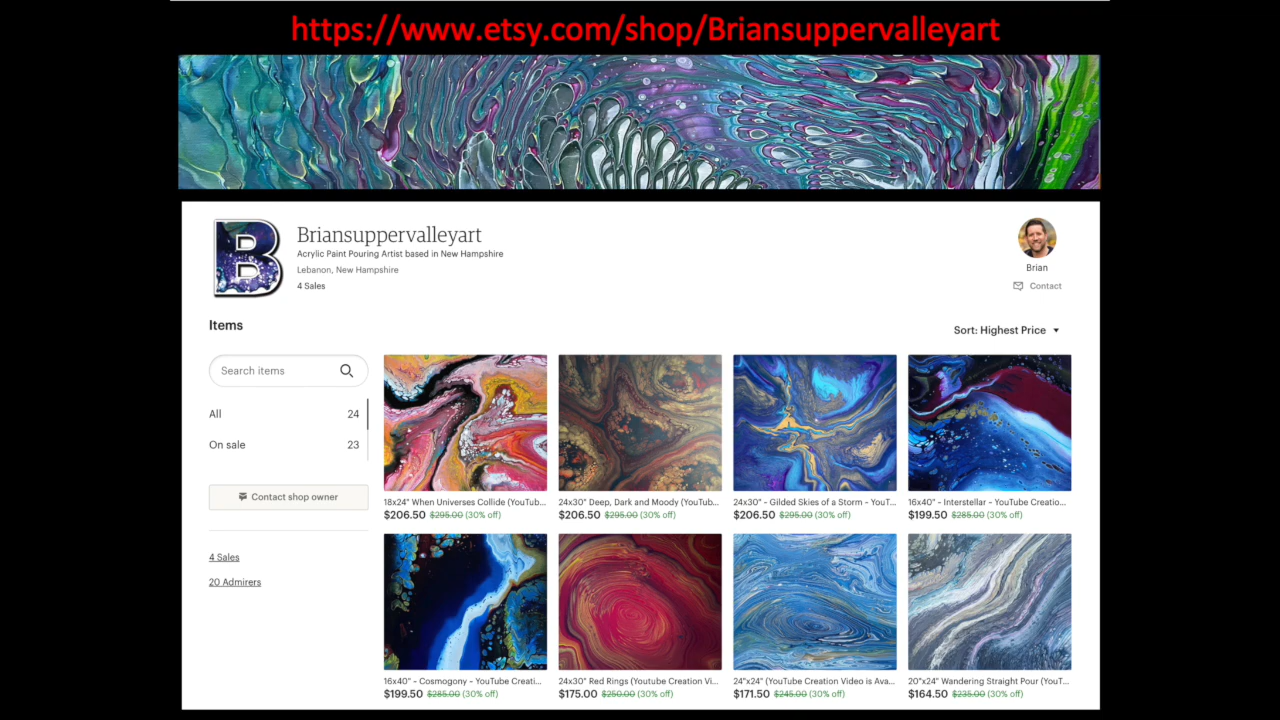 https://www.etsy.com/shop/Briansuppervalleyart
B
Briansuppervalleyart
Acrylic Paint Pouring Artist based in New Hampshire
Lebanon, New Hampshire
4 Sales
Brian
Contact
Items
Sort: Highest Price
Search items
All 24
On sale 23
Contact shop owner
4 Sales
20 Admirers
18x24" When Universes Collide (YouTub...
$206.50 $295.00 (30% off)
24x30" Deep, Dark and Moody (YouTub...
$206.50 $295.00 (30% off)
24x30" - Gilded Skies of a Storm - YouT...
$206.50 $295.00 (30% off)
16x40" - Interstellar - YouTube Creatio...
$199.50 $285.00 (30% off)
16x40" - Cosmogony - YouTube Creati...
$199.50 $285.00 (30% off)
24x30" Red Rings (Youtube Creation Vi...
$175.00 $250.00 (30% off)
24"x24" (YouTube Creation Video is Ava...
$171.50 $245.00 (30% off)
20"x24" Wandering Straight Pour (YouT...
$164.50 $235.00 (30% off)